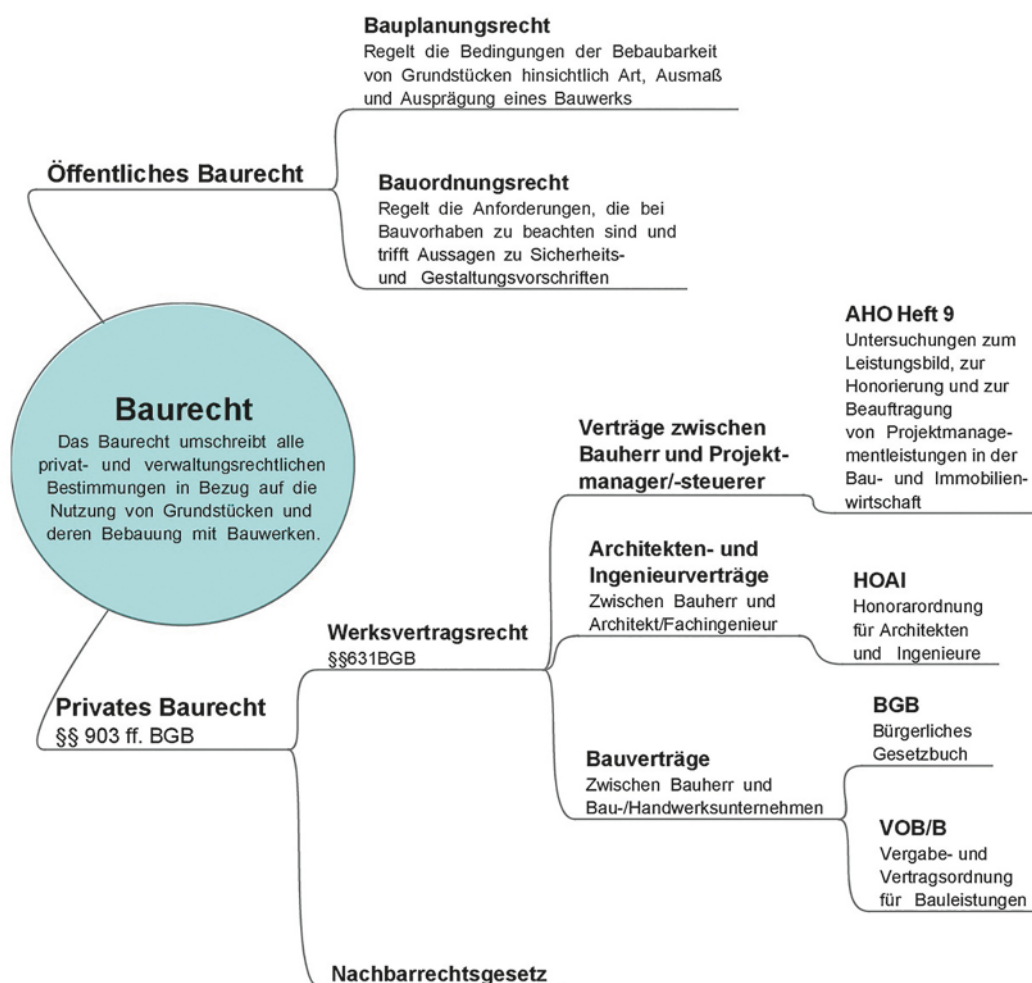 Bauplanungsrecht
Regelt die Bedingungen der Bebaubarkeit
von Grundstücken hinsichtlich Art, Ausmaß
und Ausprägung eines Bauwerks
Öffentliches Baurecht
Bauordnungsrecht
Regelt die Anforderungen, die bei
Bauvorhaben zu beachten sind und
trifft Aussagen zu Sicherheits-
und Gestaltungsvorschriften
Baurecht
Das Baurecht umschreibt alle
privat- und verwaltungsrechtlichen
Bestimmungen in Bezug auf die
Nutzung von Grundstücken und
deren Bebauung mit Bauwerken.
AHO Heft 9
Untersuchungen zum
Leistungsbild, zur
Honorierung und zur
Beauftragung
von Projektmanage-
mentleistungen in der
Bau- und Immobilien-
wirtschaft
Verträge zwischen
Bauherr und Projekt-
manager/-steuerer
Architekten- und
Ingenieurverträge
Zwischen Bauherr und
Architekt/Fachingenieur
HOAI
Honorarordnung
für Architekten
und Ingenieure
Werksvertragsrecht
§§631BGB
Privates Baurecht
§§ 903 ff. BGB
Bauverträge
Zwischen Bauherr und
Bau-/Handwerksunternehmen
BGB
Bürgerliches
Gesetzbuch
VOB/B
Vergabe- und
Vertragsordnung
für Bauleistungen
Nachbarrechtsgesetz